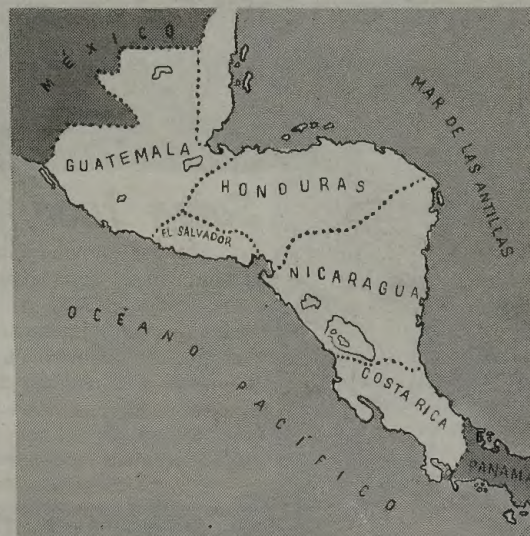 MÉXICO
MAR DE LAS ANTILLAS
GUATEMALA
HONDURAS
EL SALVADOR
NICARAGUA
OCÉANO PACÍFICO
COSTA RICA
PANAMÁ